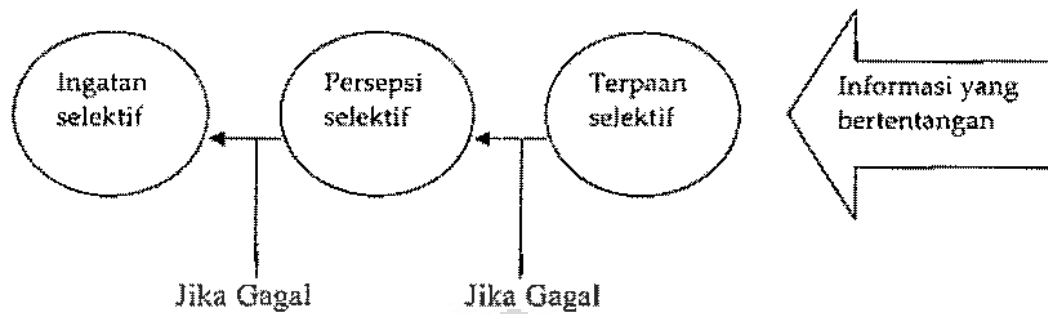 Ingatan
selektif
Persepsi
selektif
Terpaan
selektif
Informasi yang
bertentangan
Jika Gagal
Jika Gagal